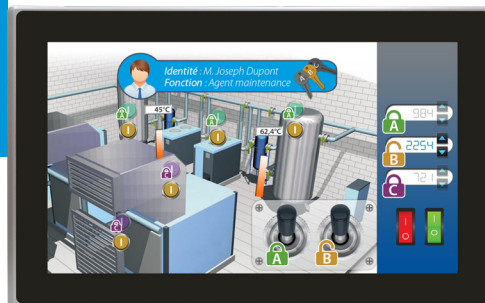 Identité : M. Joseph Dupont
Fonction : Agent maintenance
A
B
45°C
A
A
A
I
I
I
62,4°C
984
A
2254
B
721
C
I
C
I
A
B
I
O
I
O